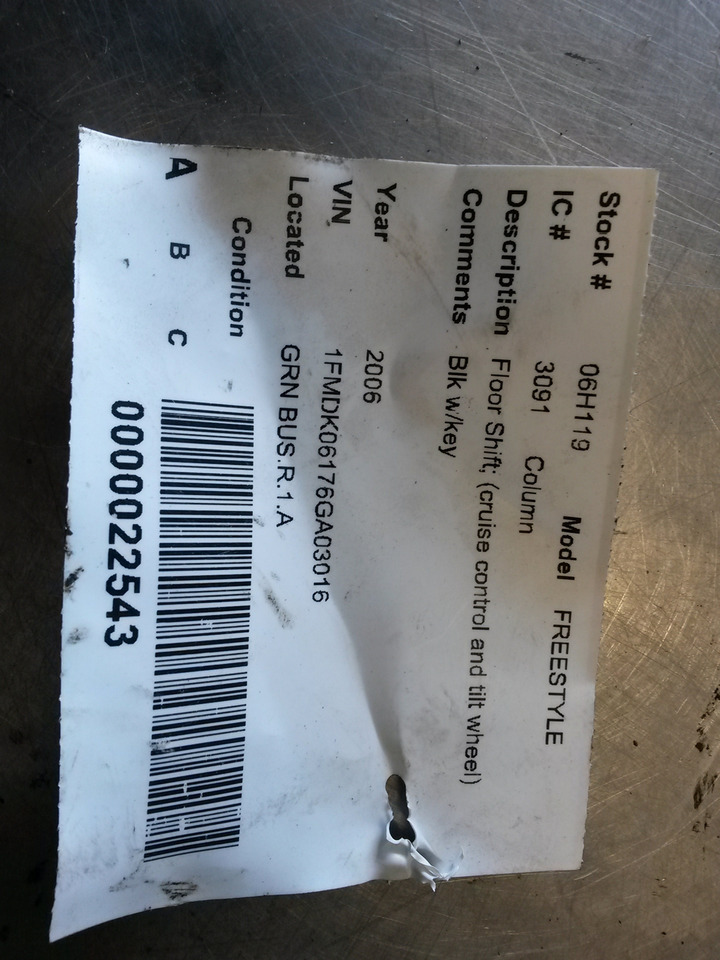 Stock # 06H119 Model FREESTYLE
IC # 3091 Column
Description Floor Shift; (cruise control and tilt wheel)
Comments Blk w/key
Year 2006
VIN 1FMDK06176GA03016
Located GRN BUS.R.1.A
Condition
A B C
0000022543